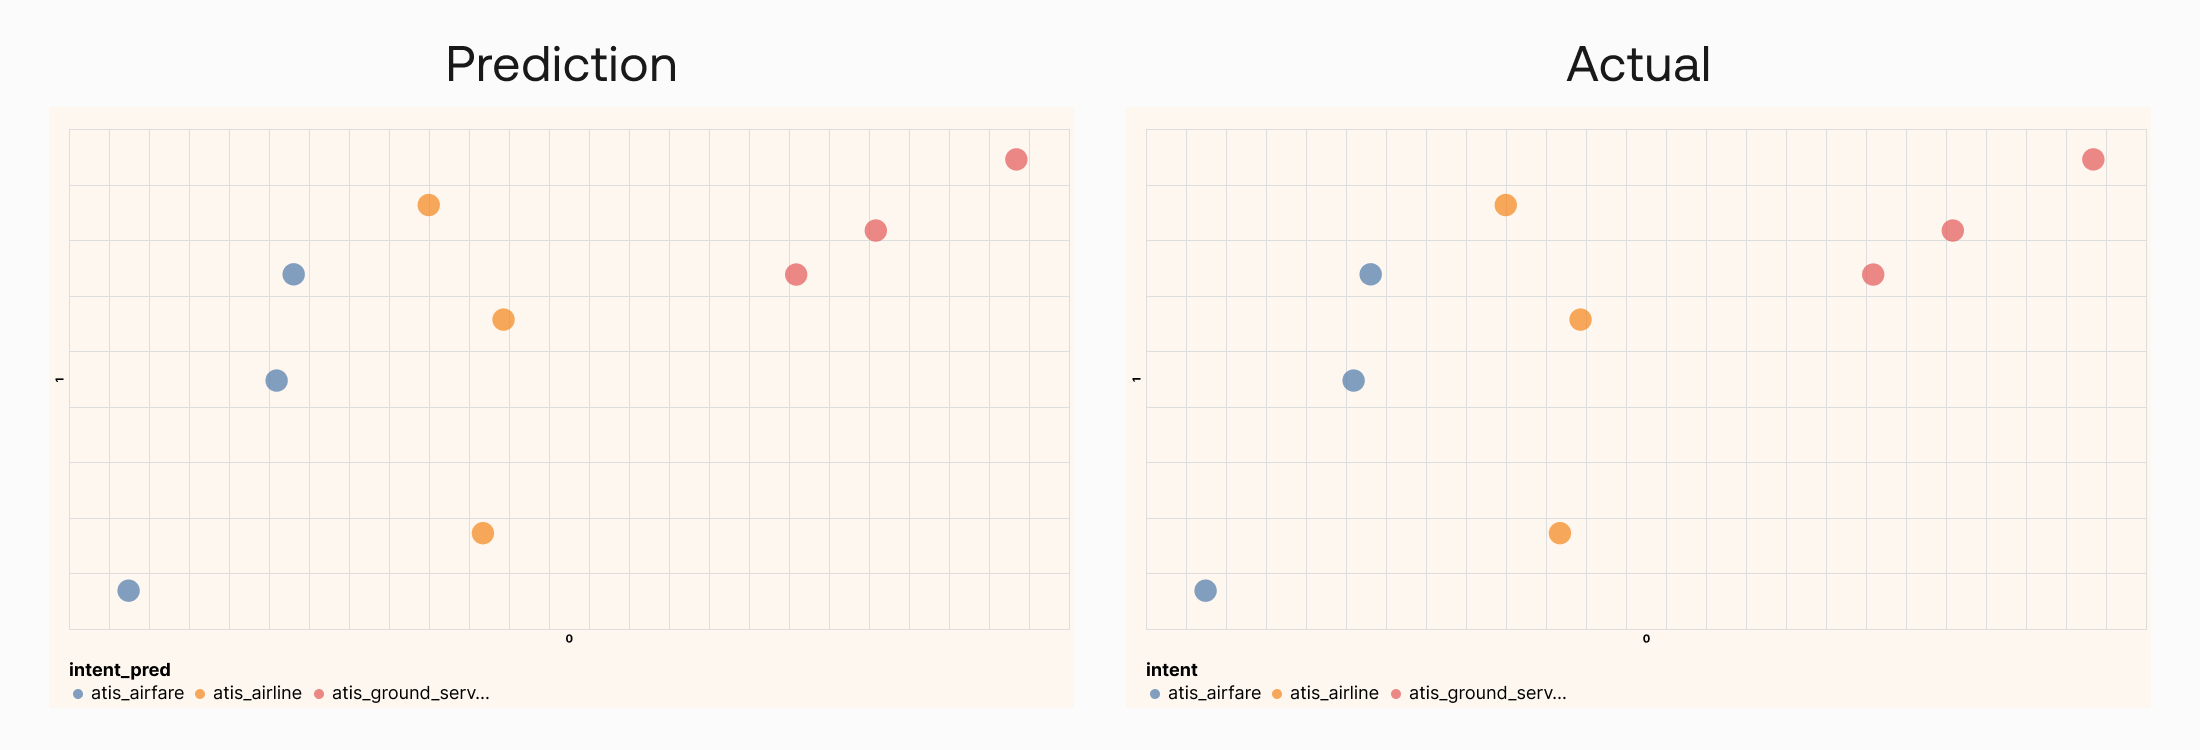 Prediction
1
0
intent_pred
atis_airfare atis_airline atis_ground_serv...
Actual
1
0
intent
atis_airfare atis_airline atis_ground_serv...